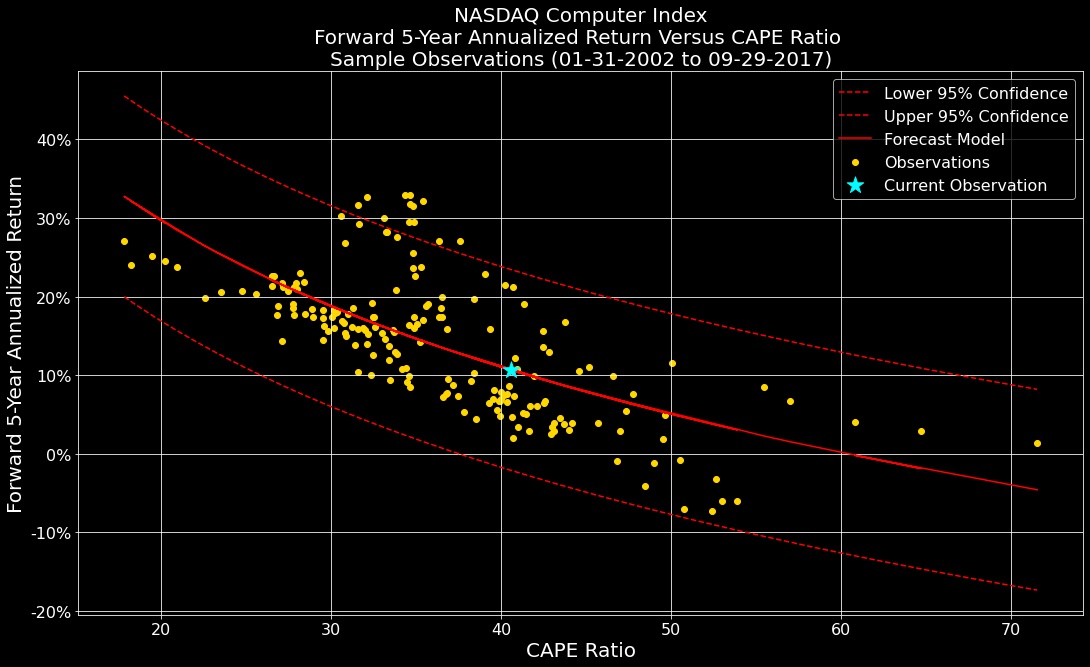 NASDAQ Computer Index
Forward 5-Year Annualized Return Versus CAPE Ratio
Sample Observations (01-31-2002 to 09-29-2017)
Lower 95% Confidence
Upper 95% Confidence
Forecast Model
Observations
Current Observation
Forward 5-Year Annualized Return
40%
30%
20%
10%
0%
-10%
-20%
20 30 40 50 60 70
CAPE Ratio